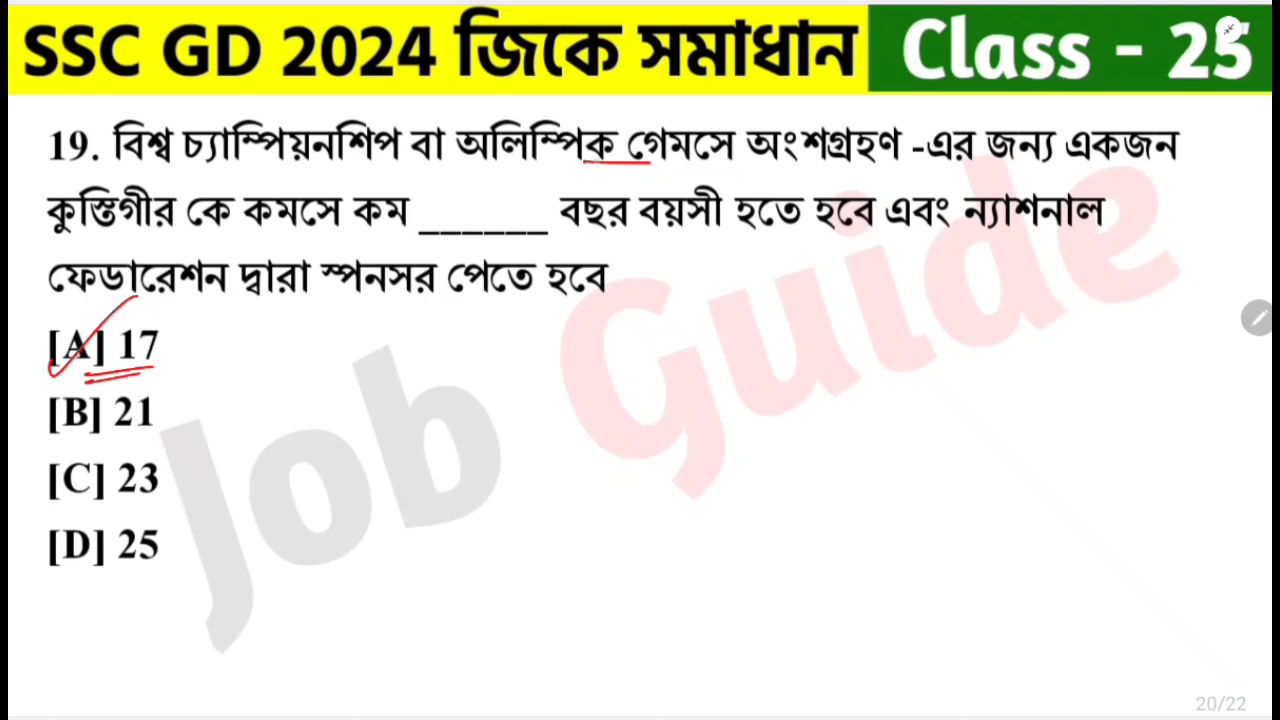 SSC GD 2024 জিকে সমাধান Class - 25
19. বিশ্ব চ্যাম্পিয়নশিপ বা অলিম্পিক গেমসে অংশগ্রহণ -এর জন্য একজন
কুস্তিগীর কে কমসে কম ______ বছর বয়সী হতে হবে এবং ন্যাশনাল
ফেডারেশন দ্বারা স্পনসর পেতে হবে
[A] 17
[B] 21
[C] 23
[D] 25
Job Guide
20/22